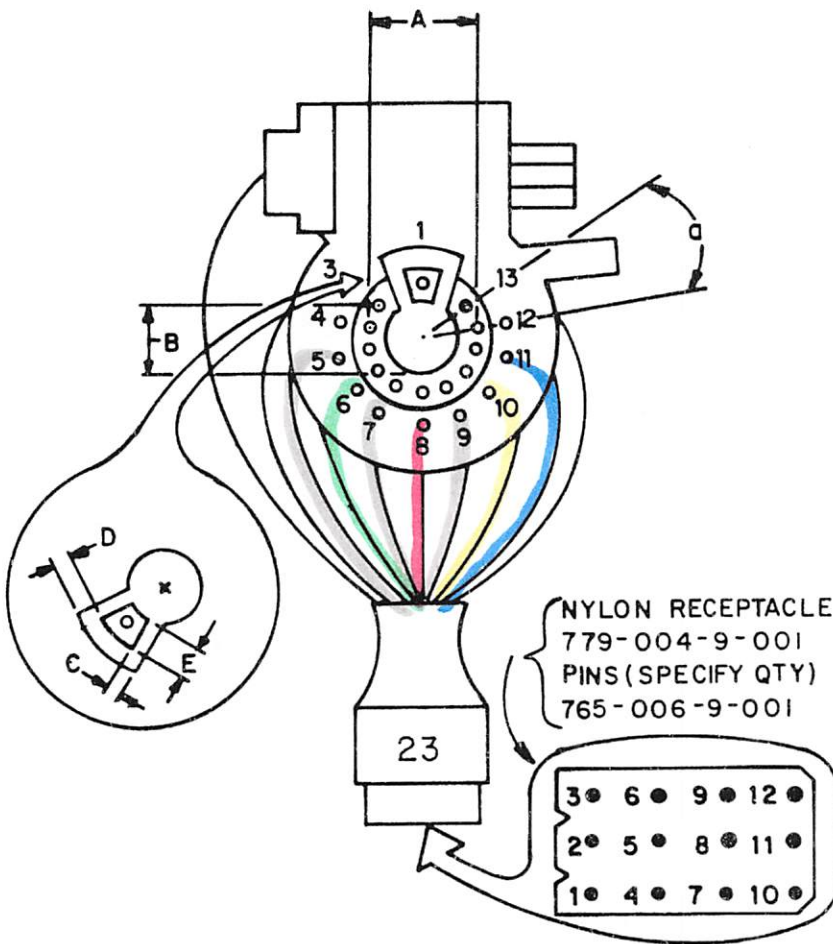 A
1
a
3
13
4
12
B
5
11
6
10
7
9
8
D
E
C
NYLON RECEPTACLE
779-004-9-001
PINS (SPECIFY QTY)
765-006-9-001
23
3 6 9 12
2 5 8 11
1 4 7 10